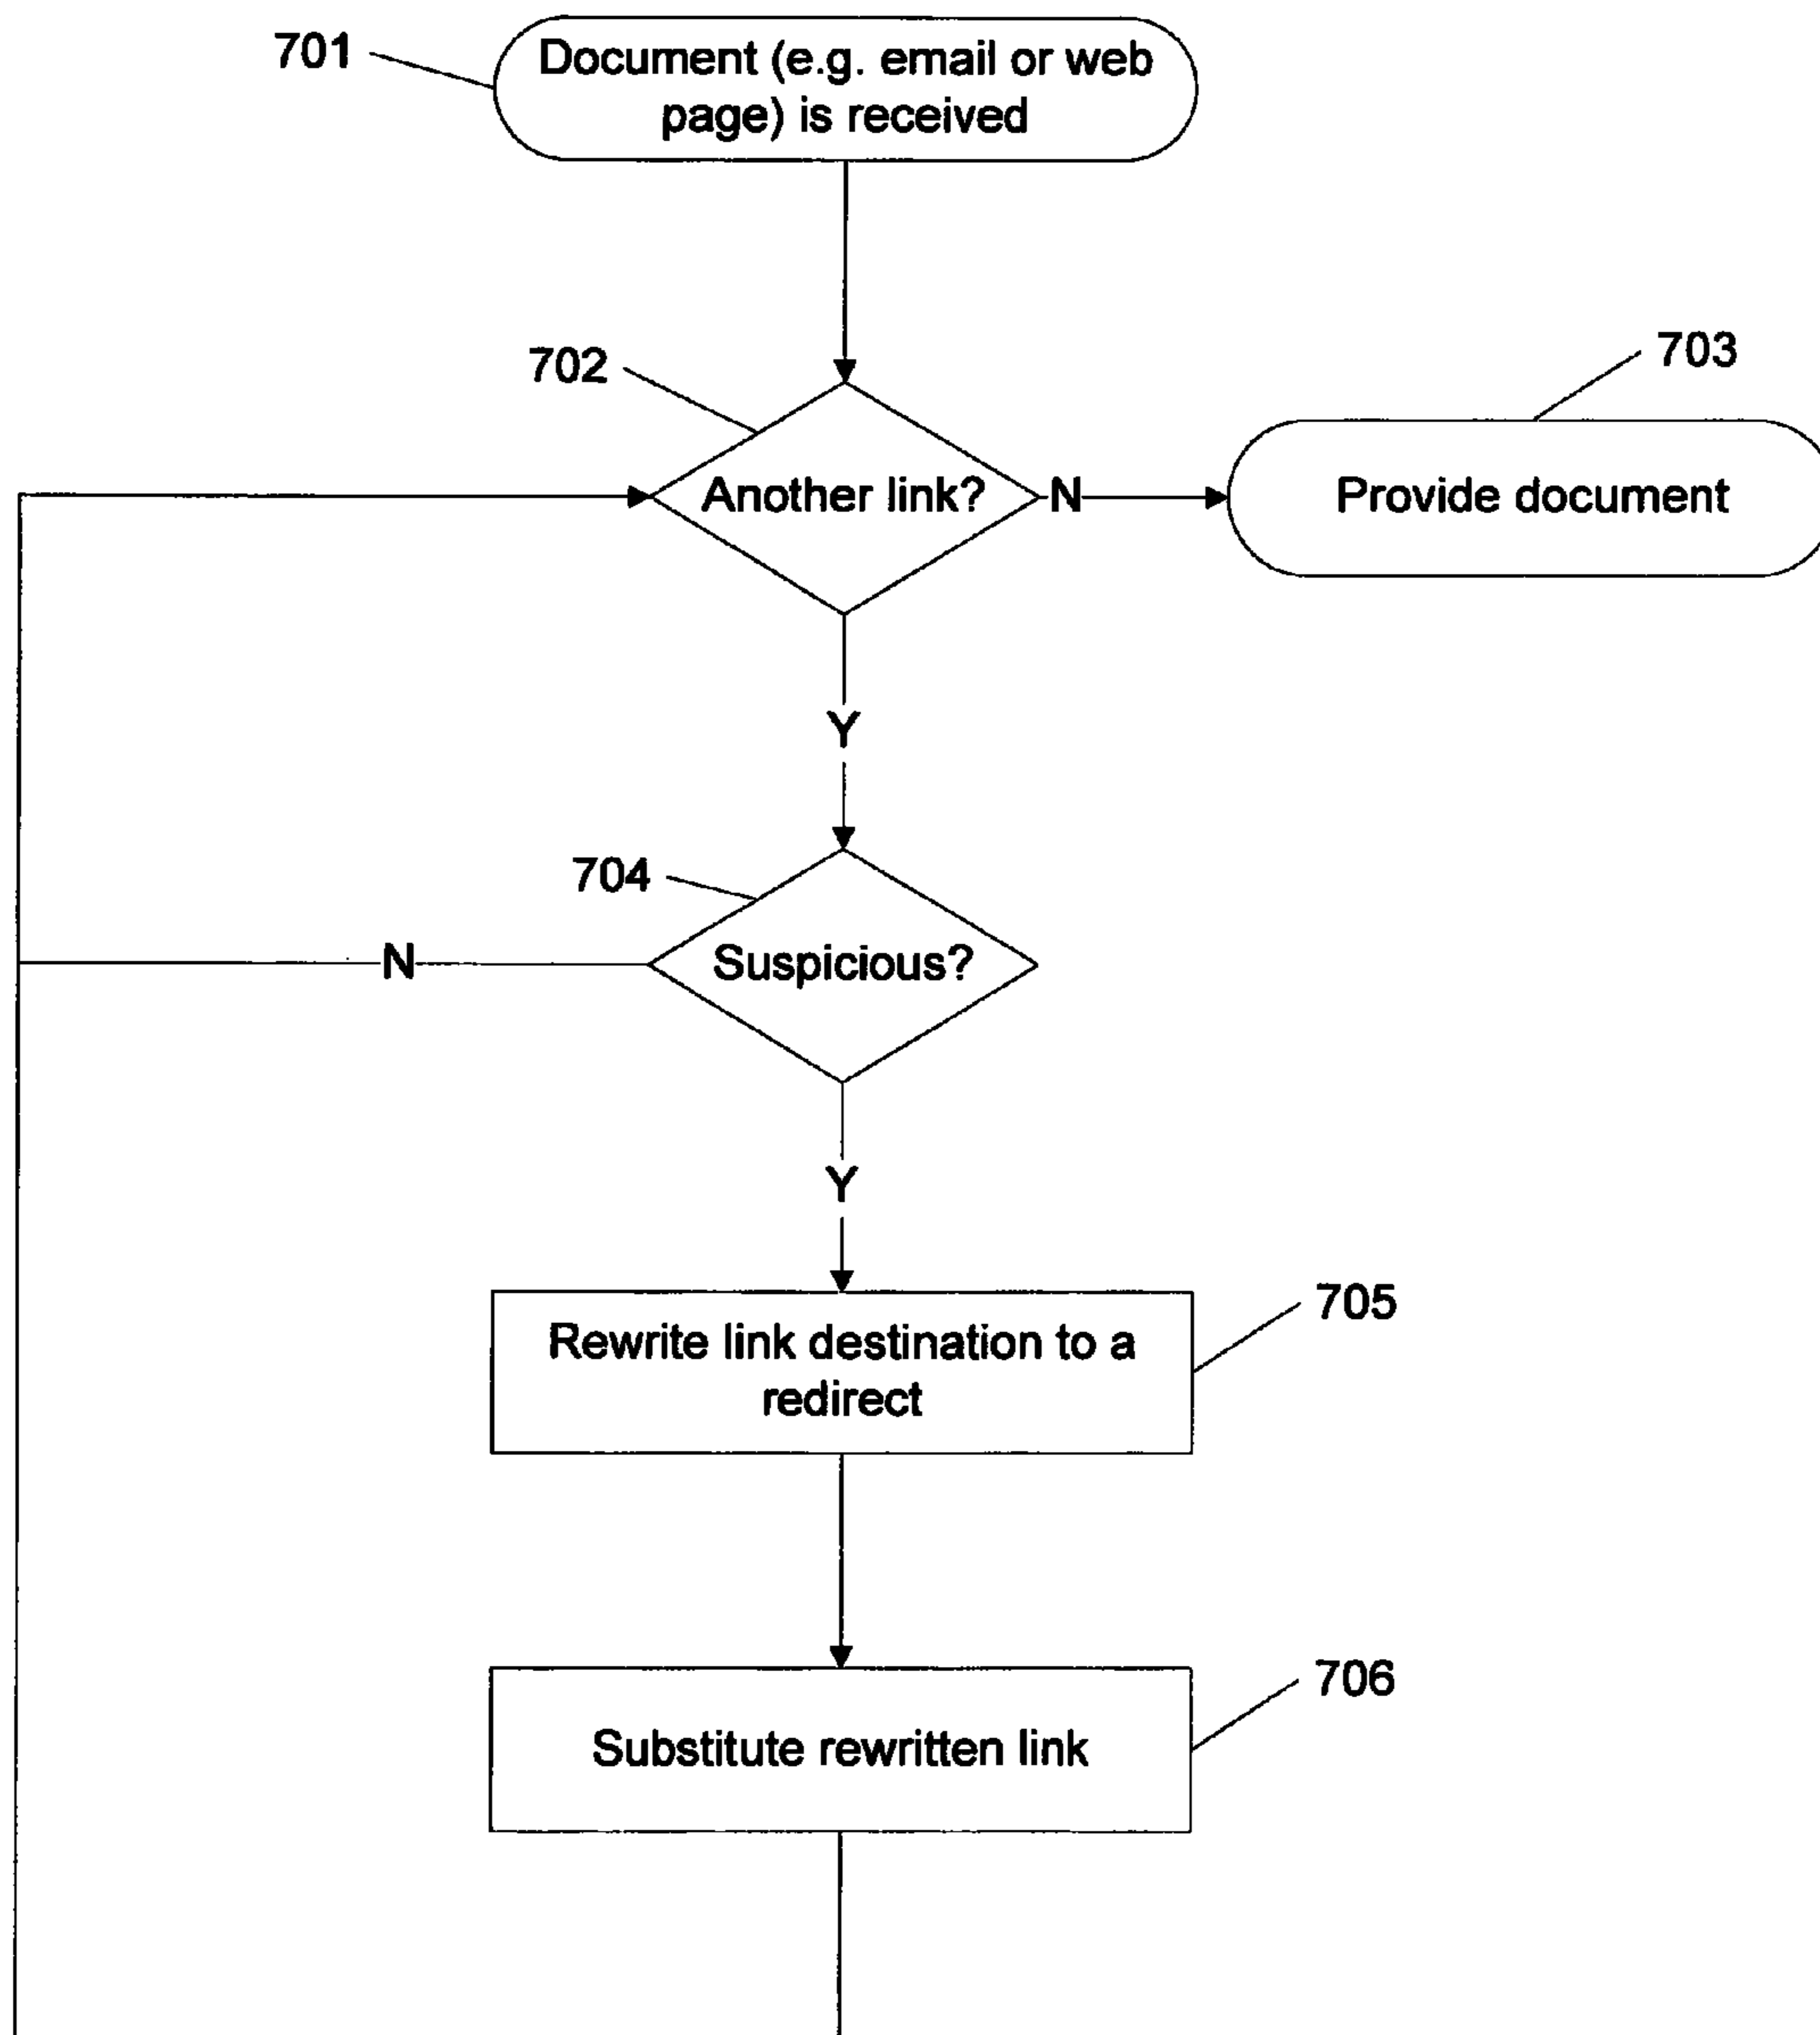 701
Document (e.g. email or web
page) is received
702
703
Another link?
N
Provide document
Y
704
Suspicious?
N
Y
705
Rewrite link destination to a
redirect
706
Substitute rewritten link